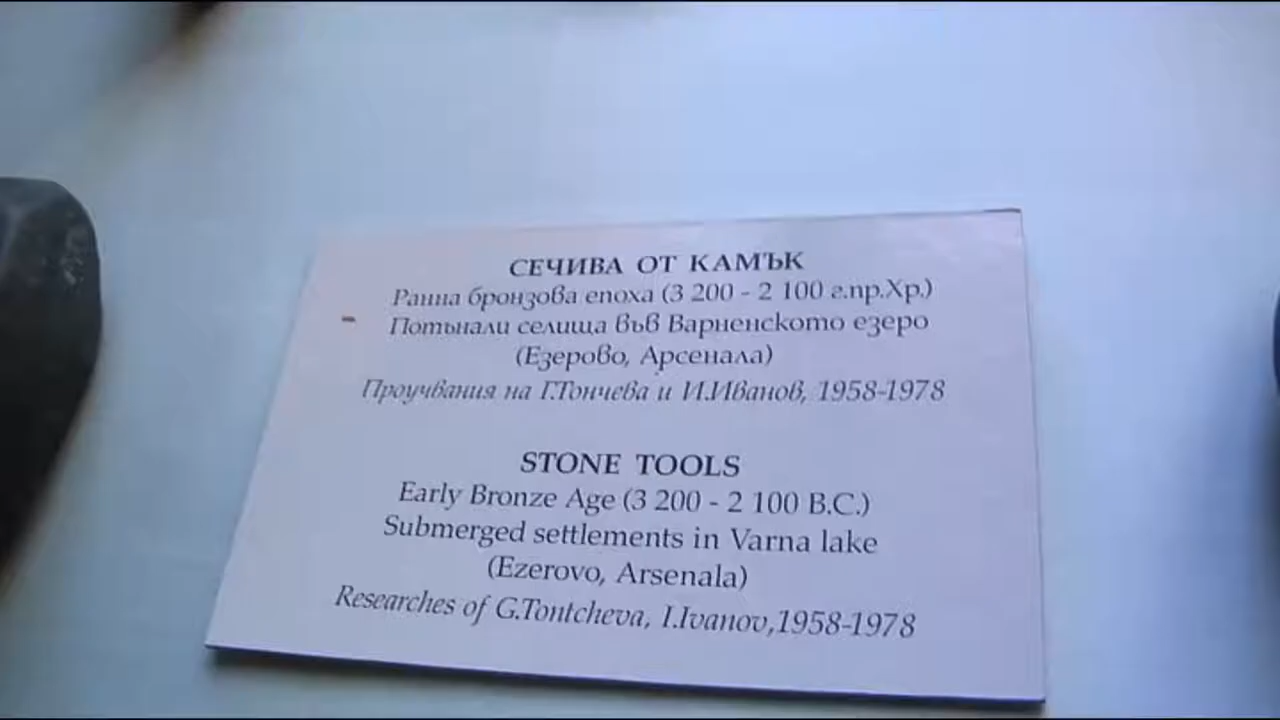 СЕЧИВА ОТ КАМЪК
Ранна бронзова епоха (3 200 - 2 100 г.пр.Хр.)
Потънали селища във Варненското езеро
(Езерово, Арсенала)
Проучвания на Г.Тончева и И.Иванов, 1958-1978
STONE TOOLS
Early Bronze Age (3 200 - 2 100 B.C.)
Submerged settlements in Varna lake
(Ezerovo, Arsenala)
Researches of G.Tontcheva, I.Ivanov,1958-1978